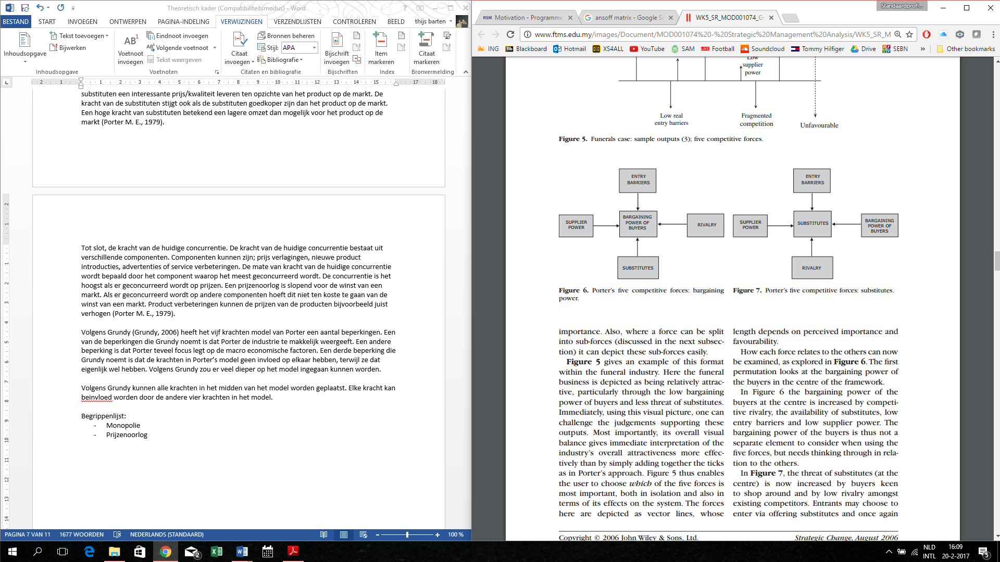 Theoretisch kader (Compatibiliteitsmodus) - Word
BESTAND START INVOEGEN ONTWERPEN PAGINA-INDELING VERWIJZINGEN VERZENDLIJSTEN CONTROLEREN BEELD thijs barten
Inhoudsopgave
Tekst toevoegen
Bijwerken
Inhoudsopgave
AB1
Voetnoot invoegen
Eindnoot invoegen
Volgende voetnoot
Tekst weergeven
Voetnoten
Citaat invoegen
Bronnen beheren
Stijl: APA
Bibliografie
Citaten en bibliografie
Bijschrift invoegen
Bijschriften
Item markeren
Index
Citaat markeren
Bronvermelding
2 1 1 2 3 4 5 6 7 8 9 10 11 12 13 14 15 17 18
substituten een interessante prijs/kwaliteit leveren ten opzichte van het product op de markt. De
kracht van de substituten stijgt ook als de substituten goedkoper zijn dan het product op de markt.
Een hoge kracht van substituten betekend een lagere omzet dan mogelijk voor het product op de
markt (Porter M. E., 1979).
Tot slot, de kracht van de huidige concurrentie. De kracht van de huidige concurrentie bestaat uit
verschillende componenten. Componenten kunnen zijn; prijs verlagingen, nieuwe product
introducties, advertenties of service verbeteringen. De mate van kracht van de huidige concurrentie
wordt bepaald door het component waarop het meest geconcurreerd wordt. De concurrentie is het
hoogst als er geconcurreerd wordt op prijzen. Een prijzenoorlog is slopend voor de winst van een
markt. Als er geconcurreerd wordt op andere componenten hoeft dit niet ten koste te gaan van de
winst van een markt. Product verbeteringen kunnen de prijzen van de producten bijvoorbeeld juist
verhogen (Porter M. E., 1979).
Volgens Grundy (Grundy, 2006) heeft het vijf krachten model van Porter een aantal beperkingen. Een
van de beperkingen die Grundy noemt is dat Porter de industrie te makkelijk weergeeft. Een andere
beperking is dat Porter teveel focus legt op de macro economische factoren. Een derde beperking die
Grundy noemt is dat de krachten in Porter's model geen invloed op elkaar hebben, terwijl ze dat
eigenlijk wel hebben. Volgens Grundy zou er veel dieper op het model ingegaan kunnen worden.
Volgens Grundy kunnen alle krachten in het midden van het model worden geplaatst. Elke kracht kan
beinvloed worden door de andere vier krachten in het model.
Begrippenlijst:
- Monopolie
- Prijzenoorlog
PAGINA 7 VAN 11 1677 WOORDEN NEDERLANDS (STANDAARD) 100 %
Standaardprofi...
RSM Motivation - Programme
ansoff matrix - Google S
WK5_SR_MOD001074_G
www.ftms.edu.my/images/Document/MOD001074%20-%20Strategic%20Management%20Analysis/WK5_SR_M
ING Blackboard Hotmail XS4ALL YouTube SAM Football Soundcloud Tommy Hilfiger Drive SEBN » Other bookmarks
Low
supplier
power
Low real
entry barriers
Fragmented
competition
Unfavourable
Figure 5. Funerals case: sample outputs (3); five competitive forces.
ENTRY
BARRIERS
SUPPLIER
POWER
BARGAINING
POWER OF
BUYERS
RIVALRY
SUBSTITUTES
ENTRY
BARRIERS
SUPPLIER
POWER
SUBSTITUTES
BARGAINING
POWER OF
BUYERS
RIVALRY
Figure 6. Porter's five competitive forces: bargaining
power.
Figure 7. Porter's five competitive forces: substitutes.
importance. Also, where a force can be split
into sub-forces (discussed in the next subsec-
tion) it can depict these sub-forces easily.
Figure 5 gives an example of this format
within the funeral industry. Here the funeral
business is depicted as being relatively attrac-
tive, particularly through the low bargaining
power of buyers and less threat of substitutes.
Immediately, using this visual picture, one can
challenge the judgements supporting these
outputs. Most importantly, its overall visual
balance gives immediate interpretation of the
industry's overall attractiveness more effec-
tively than by simply adding together the ticks
as in Porter's approach. Figure 5 thus enables
the user to choose which of the five forces is
most important, both in isolation and also in
terms of its effects on the system. The forces
here are depicted as vector lines, whose
length depends on perceived importance and
favourability.
How each force relates to the others can now
be examined, as explored in Figure 6. The first
permutation looks at the bargaining power of
the buyers in the centre of the framework.
In Figure 6 the bargaining power of the
buyers at the centre is increased by competi-
tive rivalry, the availability of substitutes, low
entry barriers and low supplier power. The
bargaining power of the buyers is thus not a
separate element to consider when using the
five forces, but needs thinking through in rela-
tion to the others.
In Figure 7, the threat of substitutes (at the
centre) is now increased by buyers keen
to shop around and by low rivalry amongst
existing competitors. Entrants may choose to
enter via offering substitutes and once again
Copyright © 2006 John Wiley & Sons, Ltd.
Strategic Change, August 2006
2
NLD
INTL
16:09
20-2-2017
5